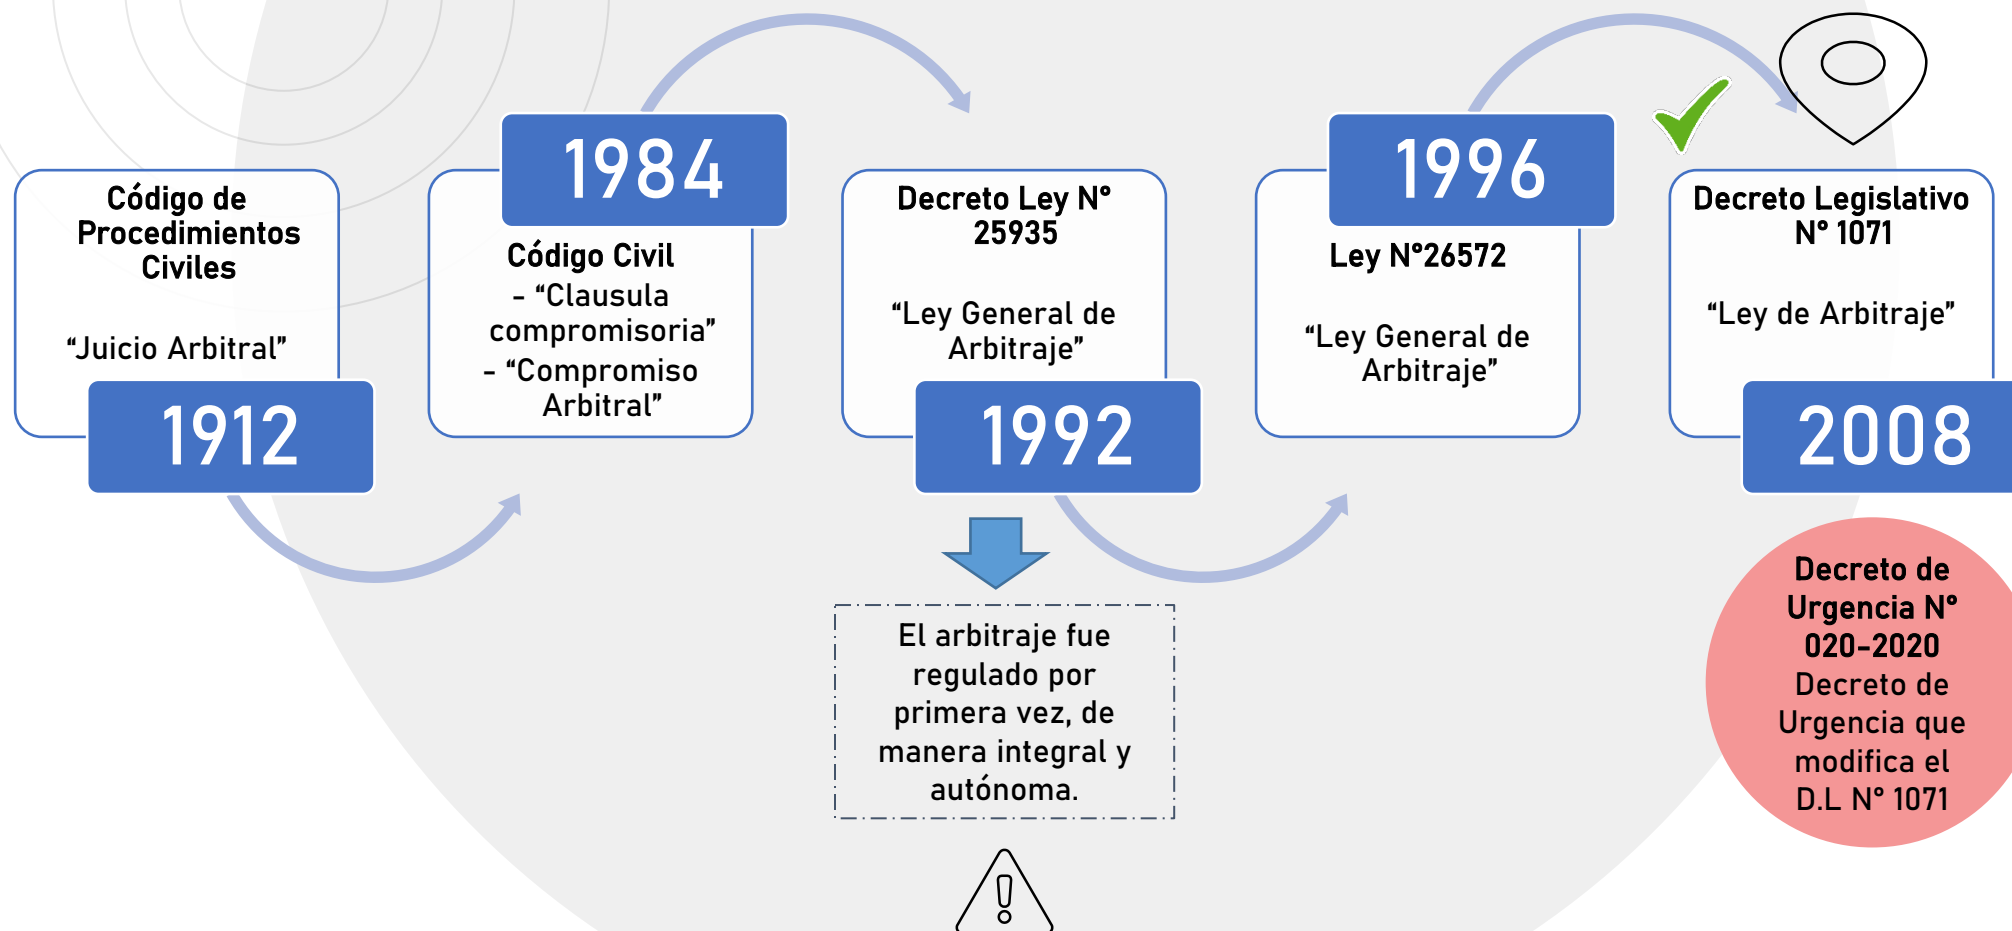 Código de
Procedimientos
Civiles
“Juicio Arbitral”
1912
1984
Código Civil
- “Clausula
compromisoria”
- “Compromiso
Arbitral”
Decreto Ley N°
25935
“Ley General de
Arbitraje”
1992
El arbitraje fue
regulado por
primera vez, de
manera integral y
autónoma.
1996
Ley N°26572
“Ley General de
Arbitraje”
Decreto Legislativo
N° 1071
“Ley de Arbitraje”
2008
Decreto de
Urgencia N°
020-2020
Decreto de
Urgencia que
modifica el
D.L N° 1071